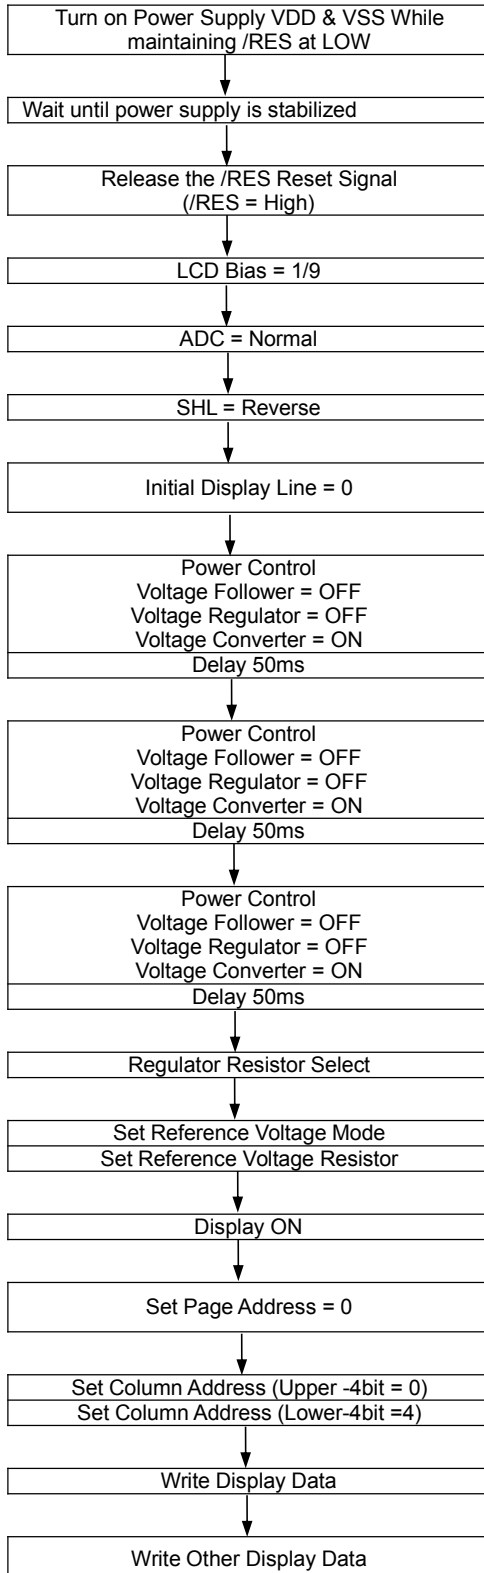 Turn on Power Supply VDD & VSS While
maintaining /RES at LOW
Wait until power supply is stabilized
Release the /RES Reset Signal
(/RES = High)
LCD Bias = 1/9
ADC = Normal
SHL = Reverse
Initial Display Line = 0
Power Control
Voltage Follower = OFF
Voltage Regulator = OFF
Voltage Converter = ON
Delay 50ms
Power Control
Voltage Follower = OFF
Voltage Regulator = OFF
Voltage Converter = ON
Delay 50ms
Power Control
Voltage Follower = OFF
Voltage Regulator = OFF
Voltage Converter = ON
Delay 50ms
Regulator Resistor Select
Set Reference Voltage Mode
Set Reference Voltage Resistor
Display ON
Set Page Address = 0
Set Column Address (Upper -4bit = 0)
Set Column Address (Lower-4bit =4)
Write Display Data
Write Other Display Data